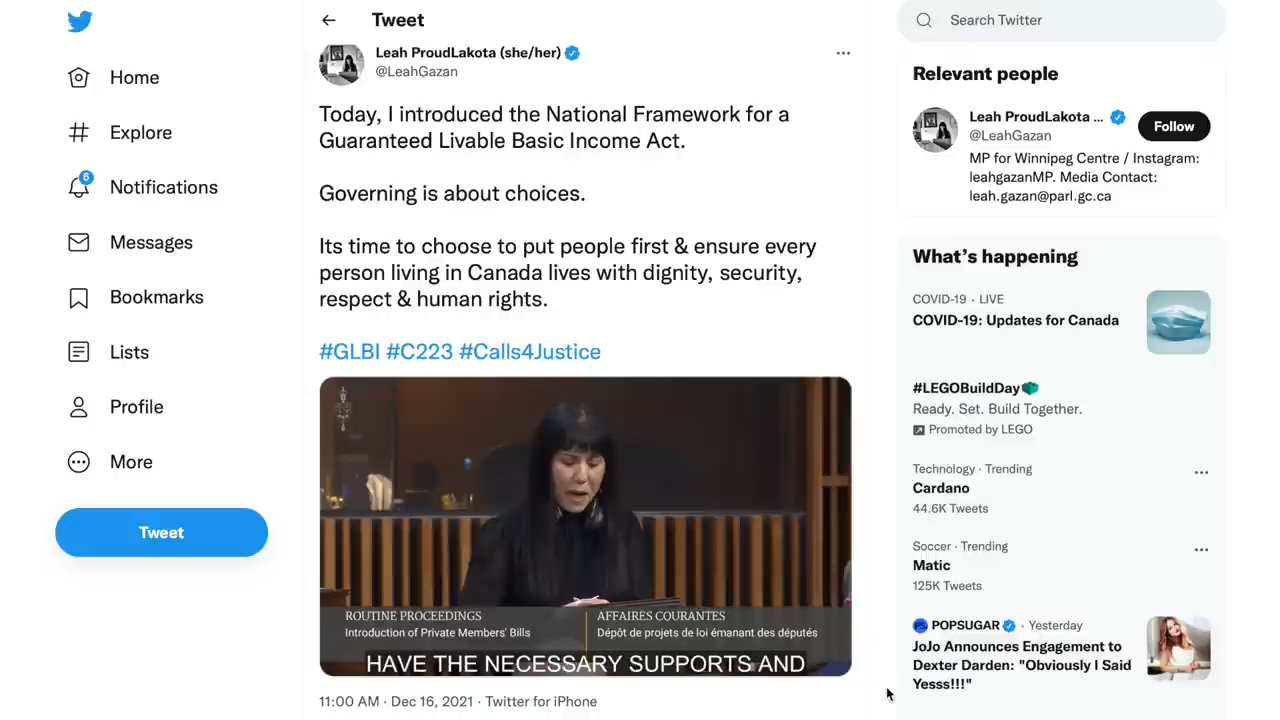 Home
Explore
6
Notifications
Messages
Bookmarks
Lists
Profile
More
Tweet
Tweet
Leah ProudLakota (she/her)
@LeahGazan
Today, I introduced the National Framework for a
Guaranteed Livable Basic Income Act.
Governing is about choices.
Its time to choose to put people first & ensure every
person living in Canada lives with dignity, security,
respect & human rights.
#GLBI #C223 #Calls4Justice
ROUTINE PROCEEDINGS
Introduction of Private Members' Bills
AFFAIRES COURANTES
Dépôt de projets de loi émanant des députés
HAVE THE NECESSARY SUPPORTS AND
11:00 AM · Dec 16, 2021 · Twitter for iPhone
Search Twitter
Relevant people
Leah ProudLakota ...
@LeahGazan
Follow
MP for Winnipeg Centre / Instagram:
leahgazanMP. Media Contact:
leah.gazan@parl.gc.ca
What's happening
COVID-19 · LIVE
COVID-19: Updates for Canada
#LEGOBuildDay
Ready. Set. Build Together.
Promoted by LEGO
Technology · Trending
Cardano
44.6K Tweets
Soccer · Trending
Matic
125K Tweets
PS POPSUGAR · Yesterday
JoJo Announces Engagement to
Dexter Darden: "Obviously I Said
Yesss!!!"